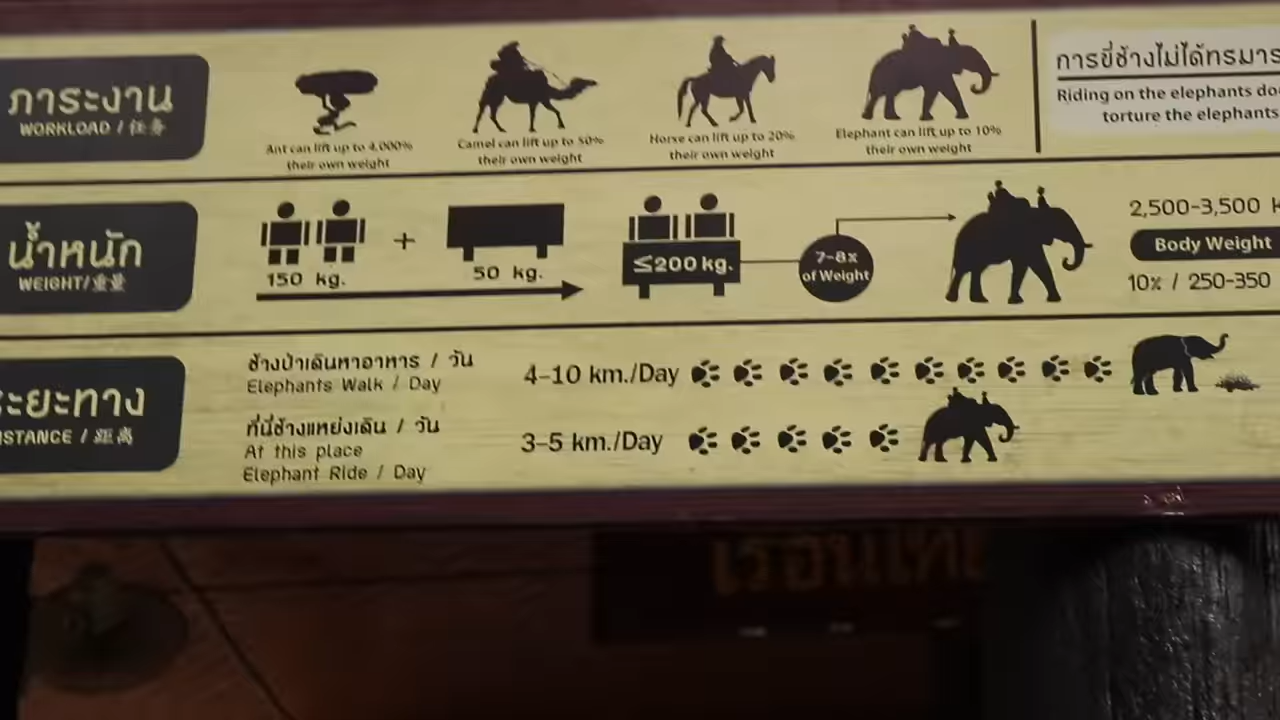 ภาระงาน
WORKLOAD / 任务
Ant can lift up to 4,000%
their own weight
Camel can lift up to 50%
their own weight
Horse can lift up to 20%
their own weight
Elephant can lift up to 10%
their own weight
การขี่ช้างไม่ได้ทรมาร
Riding on the elephants do
torture the elephants
น้ำหนัก
WEIGHT/重量
150 kg.
+
50 kg.
≤200 kg.
7-8x
of Weight
2,500-3,500 K
Body Weight
10% / 250-350
ระยะทาง
ISTANCE / 距离
ช้างป่าเดินหาอาหาร / วัน
Elephants Walk / Day
4-10 km./Day
ที่นี่ช้างแหย่งเดิน / วัน
At this place
Elephant Ride / Day
3-5 km./Day